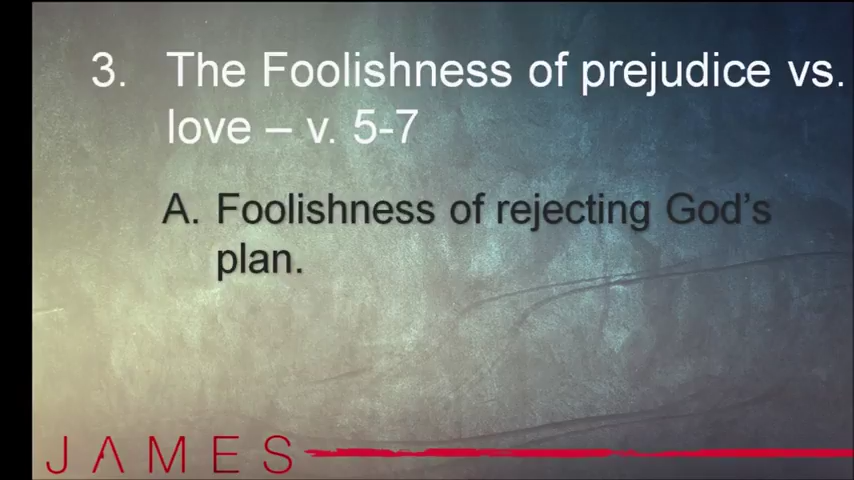 3. The Foolishness of prejudice vs.
love – v. 5-7
A. Foolishness of rejecting God's
plan.
JAMES